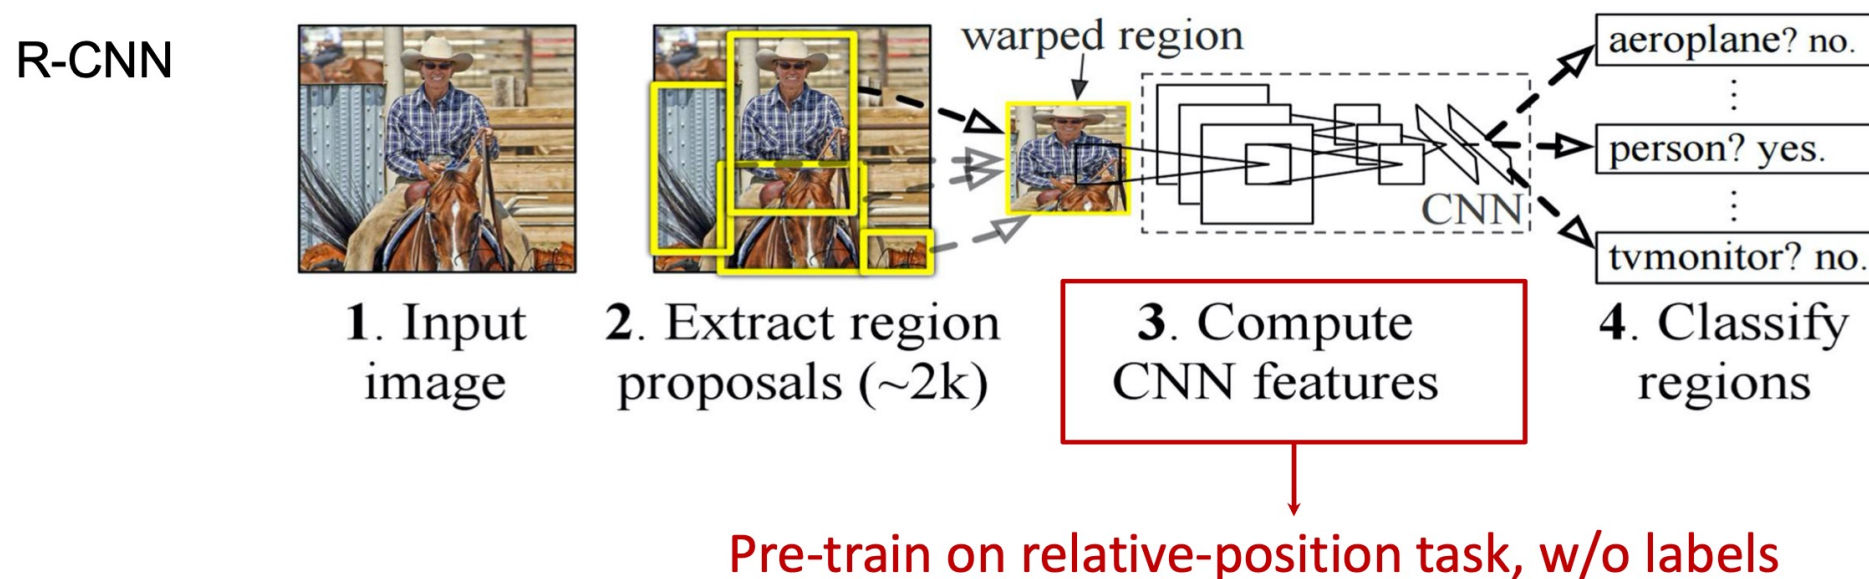 R-CNN
warped region
aeroplane? no.
⋮
person? yes.
⋮
CNN
tvmonitor? no.
1. Input
image
2. Extract region
proposals (~2k)
3. Compute
CNN features
4. Classify
regions
Pre-train on relative-position task, w/o labels